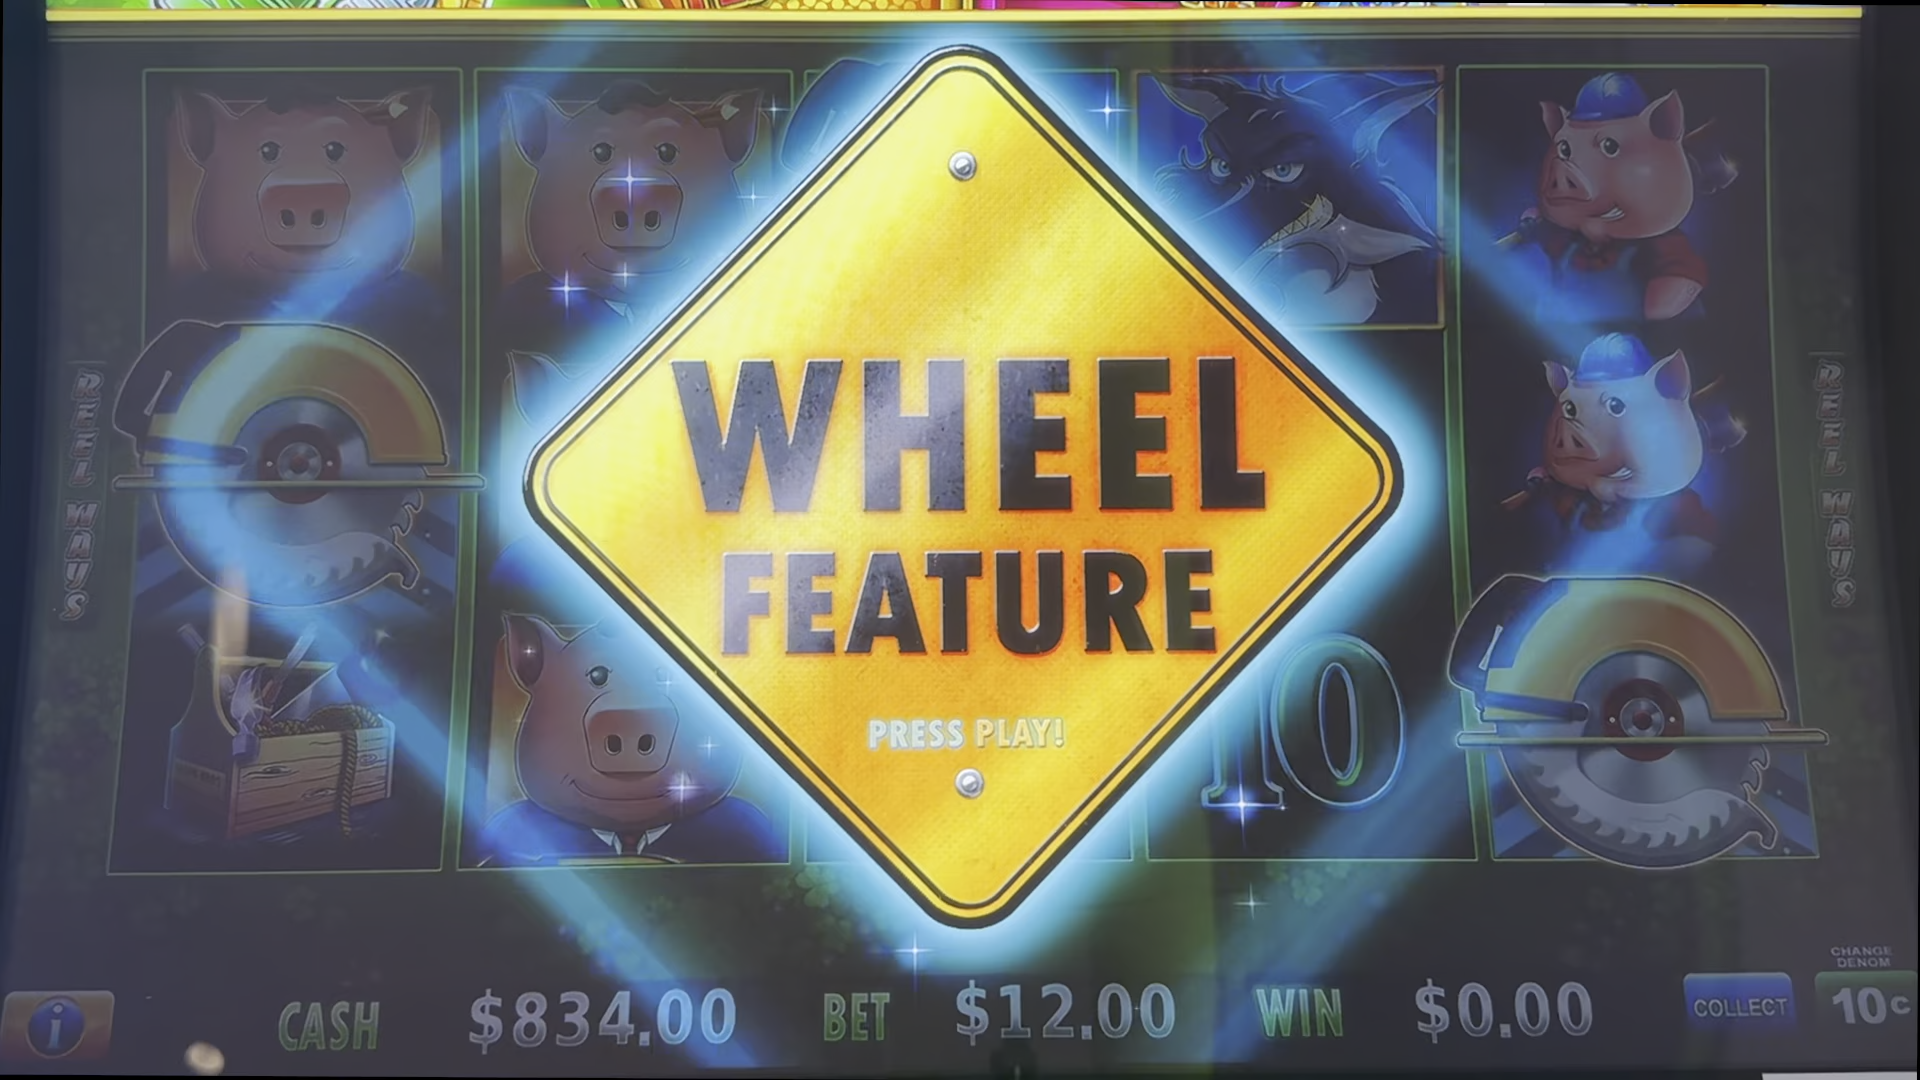 WHEEL
FEATURE
PRESS PLAY!
REEL WAYS
REEL WAYS
10
CHANGE
DENOM
CASH $834.00 BET $12.00 WIN $0.00 COLLECT 10¢
i